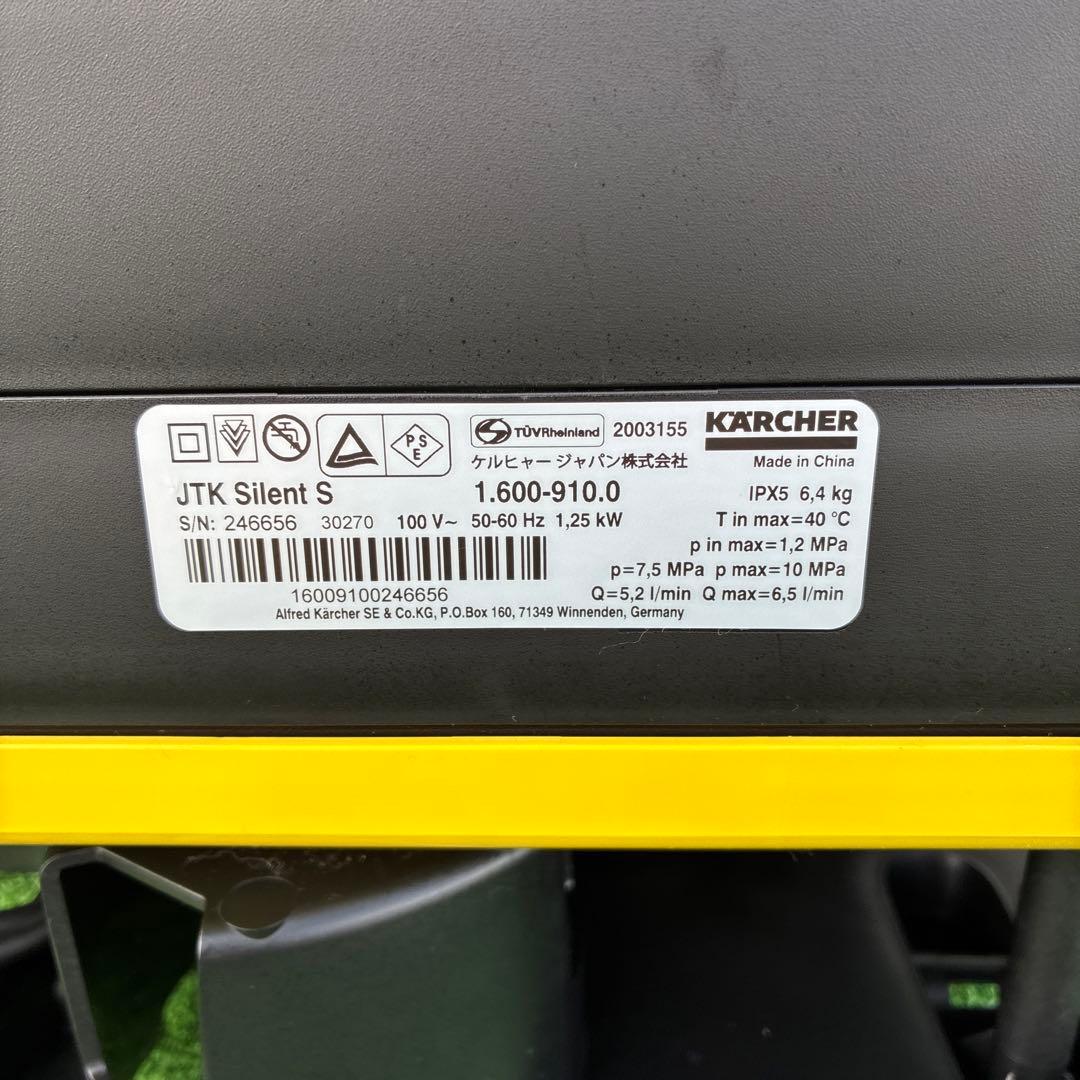 PS
E
TÜVRheinland 2003155 KÄRCHER
ケルヒャー ジャパン株式会社 Made in China
JTK Silent S 1.600-910.0 IPX5 6,4 kg
S/N: 246656 30270 100 V~ 50-60 Hz 1,25 kW T in max=40 °C
p in max=1,2 MPa
p=7,5 MPa p max=10 MPa
16009100246656 Q=5,2 l/min Q max=6,5 l/min
Alfred Kärcher SE & Co.KG, P.O.Box 160, 71349 Winnenden, Germany